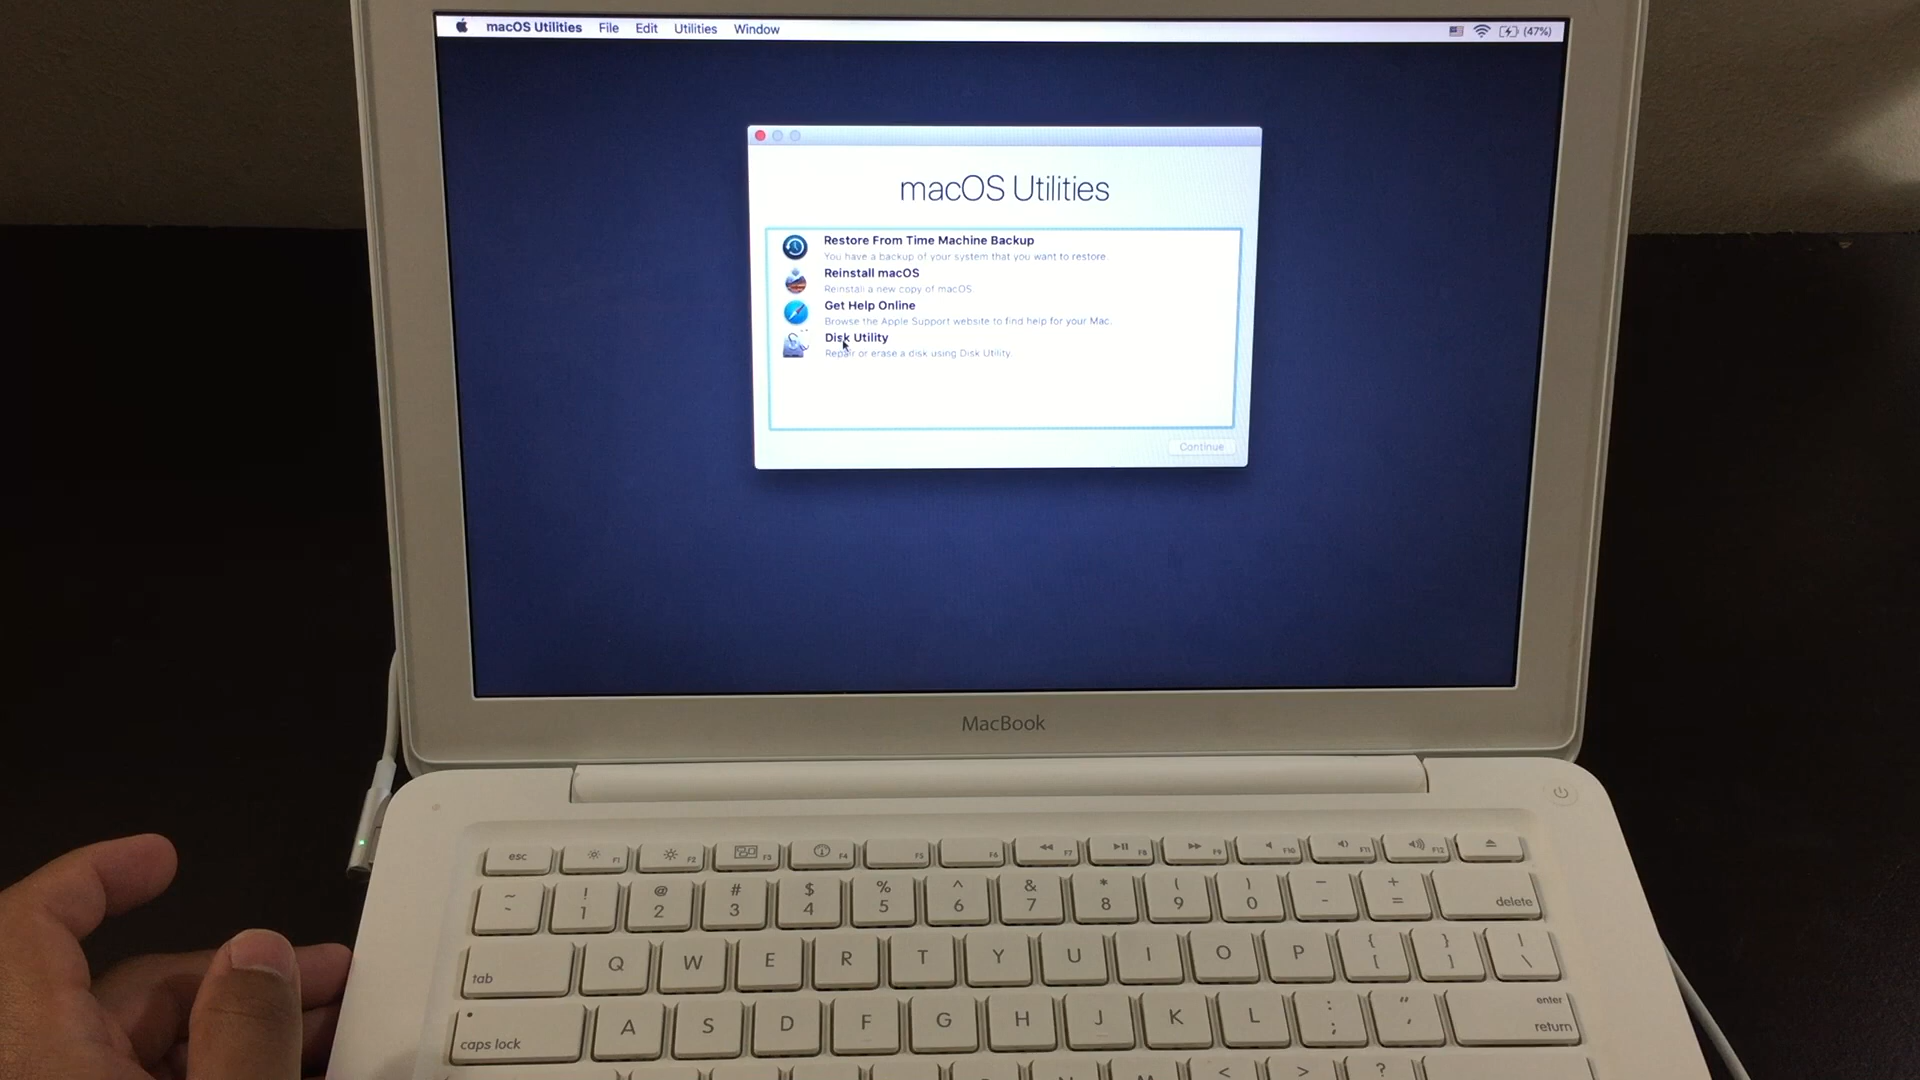 macOS Utilities File Edit Utilities Window (47%)
macOS Utilities
Restore From Time Machine Backup
You have a backup of your system that you want to restore.
Reinstall macOS
Reinstall a new copy of macOS.
Get Help Online
Browse the Apple Support website to find help for your Mac.
Disk Utility
Repair or erase a disk using Disk Utility.
Continue
MacBook
esc F1 F2 F3 F4 F5 F6 F7 F8 F9 F10 F11 F12
~ ! @ # $ % ^ & * ( ) – +
` 1 2 3 4 5 6 7 8 9 0 - = delete
tab Q W E R T Y U I O P { [ } ] | \
caps lock A S D F G H J K L : ; " ' enter return
< > ?